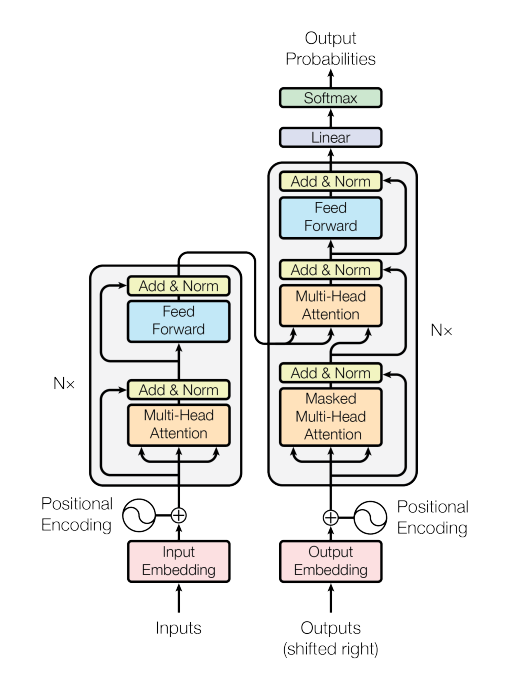 Output
Probabilities
Softmax
Linear
Add & Norm
Feed
Forward
Add & Norm
Multi-Head
Attention
Add & Norm
Masked
Multi-Head
Attention
N×
Positional
Encoding
Output
Embedding
Outputs
(shifted right)
Add & Norm
Feed
Forward
Add & Norm
Multi-Head
Attention
N×
Positional
Encoding
Input
Embedding
Inputs